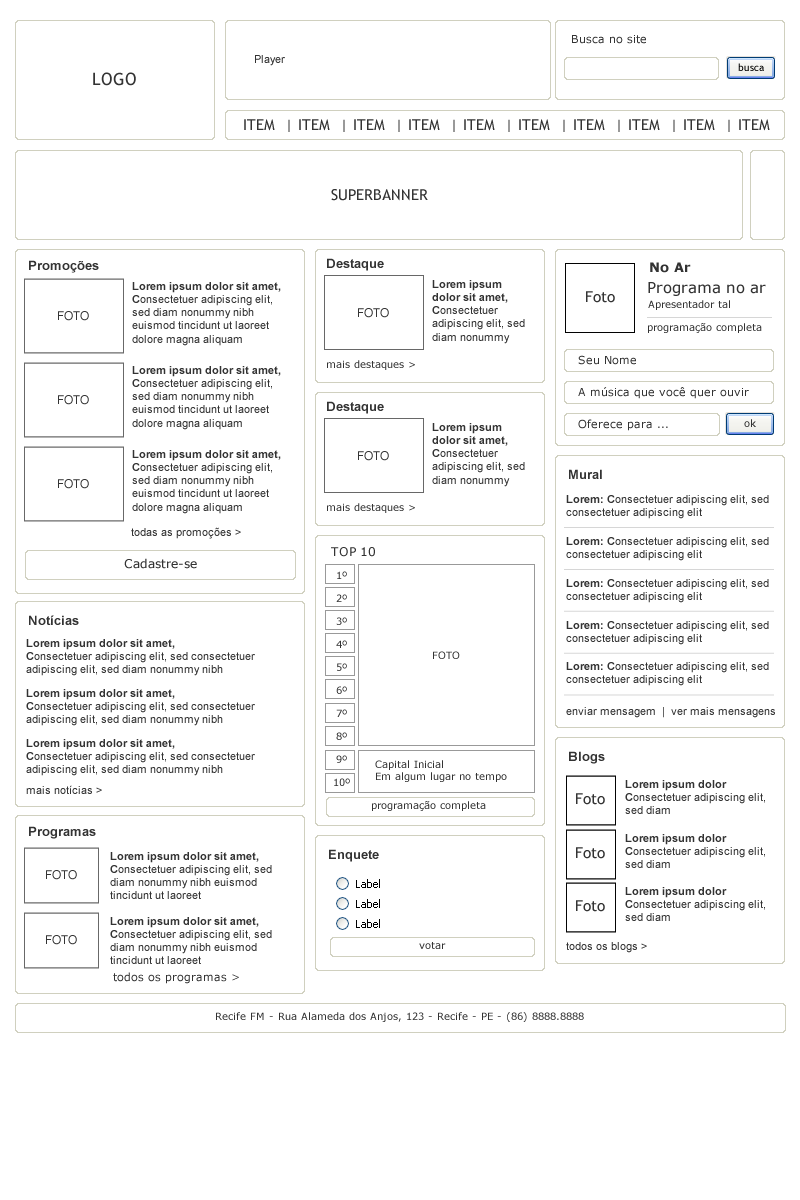 LOGO
Player
Busca no site
busca
ITEM | ITEM | ITEM | ITEM | ITEM | ITEM | ITEM | ITEM | ITEM | ITEM
SUPERBANNER
Promoções
FOTO
Lorem ipsum dolor sit amet,
Consectetuer adipiscing elit,
sed diam nonummy nibh
euismod tincidunt ut laoreet
dolore magna aliquam
FOTO
Lorem ipsum dolor sit amet,
Consectetuer adipiscing elit,
sed diam nonummy nibh
euismod tincidunt ut laoreet
dolore magna aliquam
FOTO
Lorem ipsum dolor sit amet,
Consectetuer adipiscing elit,
sed diam nonummy nibh
euismod tincidunt ut laoreet
dolore magna aliquam
todas as promoções >
Cadastre-se
Notícias
Lorem ipsum dolor sit amet,
Consectetuer adipiscing elit, sed consectetuer
adipiscing elit, sed diam nonummy nibh
Lorem ipsum dolor sit amet,
Consectetuer adipiscing elit, sed consectetuer
adipiscing elit, sed diam nonummy nibh
Lorem ipsum dolor sit amet,
Consectetuer adipiscing elit, sed consectetuer
adipiscing elit, sed diam nonummy nibh
mais notícias >
Programas
FOTO
Lorem ipsum dolor sit amet,
Consectetuer adipiscing elit, sed
diam nonummy nibh euismod
tincidunt ut laoreet
FOTO
Lorem ipsum dolor sit amet,
Consectetuer adipiscing elit, sed
diam nonummy nibh euismod
tincidunt ut laoreet
todos os programas >
Destaque
FOTO
Lorem ipsum
dolor sit amet,
Consectetuer
adipiscing elit, sed
diam nonummy
mais destaques >
Destaque
FOTO
Lorem ipsum
dolor sit amet,
Consectetuer
adipiscing elit, sed
diam nonummy
mais destaques >
TOP 10
1º
2º
3º
4º
5º
6º
7º
8º
9º
10º
FOTO
Capital Inicial
Em algum lugar no tempo
programação completa
Enquete
Label
Label
Label
votar
Foto
No Ar
Programa no ar
Apresentador tal
programação completa
Seu Nome
A música que você quer ouvir
Oferece para ...
ok
Mural
Lorem: Consectetuer adipiscing elit, sed
consectetuer adipiscing elit
Lorem: Consectetuer adipiscing elit, sed
consectetuer adipiscing elit
Lorem: Consectetuer adipiscing elit, sed
consectetuer adipiscing elit
Lorem: Consectetuer adipiscing elit, sed
consectetuer adipiscing elit
Lorem: Consectetuer adipiscing elit, sed
consectetuer adipiscing elit
enviar mensagem | ver mais mensagens
Blogs
Foto
Lorem ipsum dolor
Consectetuer adipiscing elit,
sed diam
Foto
Lorem ipsum dolor
Consectetuer adipiscing elit,
sed diam
Foto
Lorem ipsum dolor
Consectetuer adipiscing elit,
sed diam
todos os blogs >
Recife FM - Rua Alameda dos Anjos, 123 - Recife - PE - (86) 8888.8888